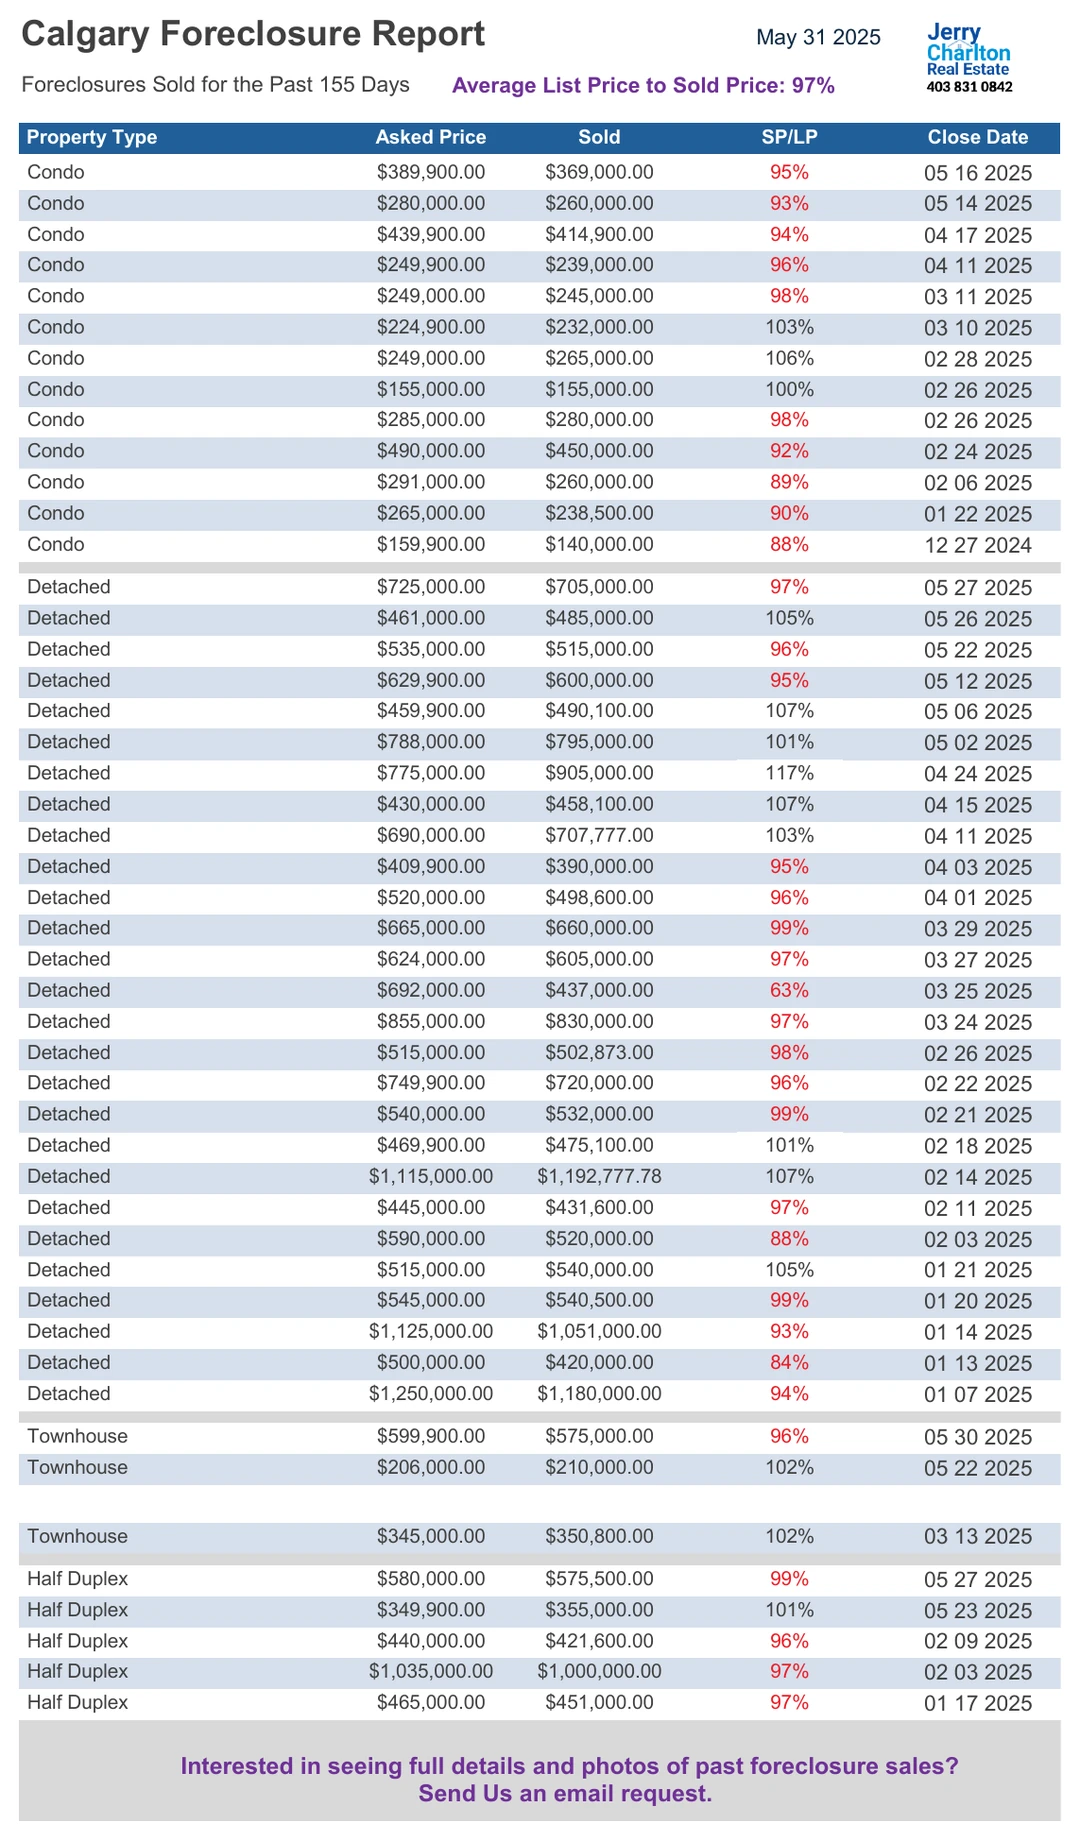 Calgary Foreclosure Report
May 31 2025
Jerry
Charlton
Real Estate
403 831 0842
Foreclosures Sold for the Past 155 Days
Average List Price to Sold Price: 97%
Property Type Asked Price Sold SP/LP Close Date
Condo $389,900.00 $369,000.00 95% 05 16 2025
Condo $280,000.00 $260,000.00 93% 05 14 2025
Condo $439,900.00 $414,900.00 94% 04 17 2025
Condo $249,900.00 $239,000.00 96% 04 11 2025
Condo $249,000.00 $245,000.00 98% 03 11 2025
Condo $224,900.00 $232,000.00 103% 03 10 2025
Condo $249,000.00 $265,000.00 106% 02 28 2025
Condo $155,000.00 $155,000.00 100% 02 26 2025
Condo $285,000.00 $280,000.00 98% 02 26 2025
Condo $490,000.00 $450,000.00 92% 02 24 2025
Condo $291,000.00 $260,000.00 89% 02 06 2025
Condo $265,000.00 $238,500.00 90% 01 22 2025
Condo $159,900.00 $140,000.00 88% 12 27 2024
Detached $725,000.00 $705,000.00 97% 05 27 2025
Detached $461,000.00 $485,000.00 105% 05 26 2025
Detached $535,000.00 $515,000.00 96% 05 22 2025
Detached $629,900.00 $600,000.00 95% 05 12 2025
Detached $459,900.00 $490,100.00 107% 05 06 2025
Detached $788,000.00 $795,000.00 101% 05 02 2025
Detached $775,000.00 $905,000.00 117% 04 24 2025
Detached $430,000.00 $458,100.00 107% 04 15 2025
Detached $690,000.00 $707,777.00 103% 04 11 2025
Detached $409,900.00 $390,000.00 95% 04 03 2025
Detached $520,000.00 $498,600.00 96% 04 01 2025
Detached $665,000.00 $660,000.00 99% 03 29 2025
Detached $624,000.00 $605,000.00 97% 03 27 2025
Detached $692,000.00 $437,000.00 63% 03 25 2025
Detached $855,000.00 $830,000.00 97% 03 24 2025
Detached $515,000.00 $502,873.00 98% 02 26 2025
Detached $749,900.00 $720,000.00 96% 02 22 2025
Detached $540,000.00 $532,000.00 99% 02 21 2025
Detached $469,900.00 $475,100.00 101% 02 18 2025
Detached $1,115,000.00 $1,192,777.78 107% 02 14 2025
Detached $445,000.00 $431,600.00 97% 02 11 2025
Detached $590,000.00 $520,000.00 88% 02 03 2025
Detached $515,000.00 $540,000.00 105% 01 21 2025
Detached $545,000.00 $540,500.00 99% 01 20 2025
Detached $1,125,000.00 $1,051,000.00 93% 01 14 2025
Detached $500,000.00 $420,000.00 84% 01 13 2025
Detached $1,250,000.00 $1,180,000.00 94% 01 07 2025
Townhouse $599,900.00 $575,000.00 96% 05 30 2025
Townhouse $206,000.00 $210,000.00 102% 05 22 2025
Townhouse $345,000.00 $350,800.00 102% 03 13 2025
Half Duplex $580,000.00 $575,500.00 99% 05 27 2025
Half Duplex $349,900.00 $355,000.00 101% 05 23 2025
Half Duplex $440,000.00 $421,600.00 96% 02 09 2025
Half Duplex $1,035,000.00 $1,000,000.00 97% 02 03 2025
Half Duplex $465,000.00 $451,000.00 97% 01 17 2025
Interested in seeing full details and photos of past foreclosure sales?
Send Us an email request.